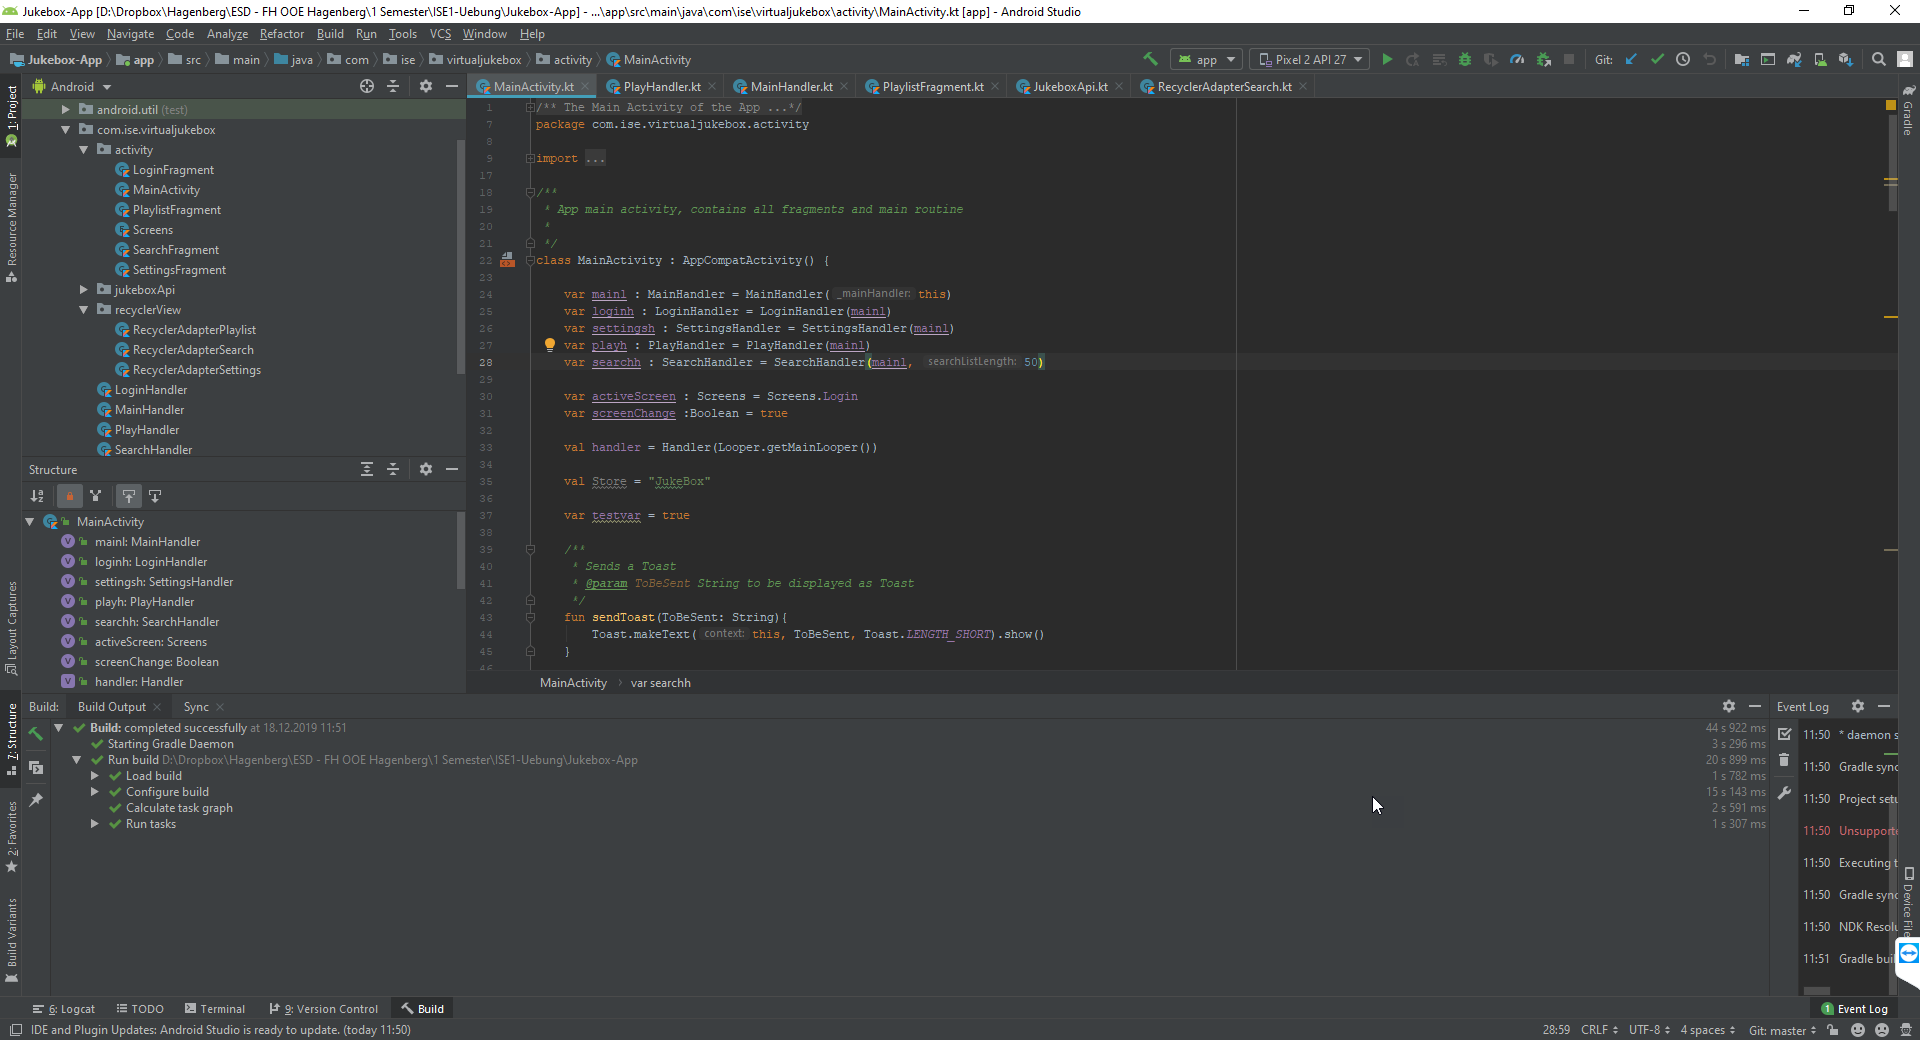 Jukebox-App [D:\Dropbox\Hagenberg\ESD - FH OOE Hagenberg\1 Semester\ISE1-Uebung\Jukebox-App] - ...\app\src\main\java\com\ise\virtualjukebox\activity\MainActivity.kt [app] - Android Studio
File Edit View Navigate Code Analyze Refactor Build Run Tools VCS Window Help
Jukebox-App app src main java com ise virtualjukebox activity MainActivity app Pixel 2 API 27 Git:
Android
MainActivity.kt PlayHandler.kt MainHandler.kt PlaylistFragment.kt JukeboxApi.kt RecyclerAdapterSearch.kt
1: Project
Resource Manager
Layout Captures
7: Structure
2: Favorites
Build Variants
android.util (test)
com.ise.virtualjukebox
activity
LoginFragment
MainActivity
PlaylistFragment
Screens
SearchFragment
SettingsFragment
jukeboxApi
recyclerView
RecyclerAdapterPlaylist
RecyclerAdapterSearch
RecyclerAdapterSettings
LoginHandler
MainHandler
PlayHandler
SearchHandler
Structure
MainActivity
mainl: MainHandler
loginh: LoginHandler
settingsh: SettingsHandler
playh: PlayHandler
searchh: SearchHandler
activeScreen: Screens
screenChange: Boolean
handler: Handler
1 /** The Main Activity of the App ...*/
7 package com.ise.virtualjukebox.activity
8
9 import ...
17
18 /**
19 * App main activity, contains all fragments and main routine
20 *
21 */
22 class MainActivity : AppCompatActivity() {
23
24 var mainl : MainHandler = MainHandler( _mainHandler: this)
25 var loginh : LoginHandler = LoginHandler(mainl)
26 var settingsh : SettingsHandler = SettingsHandler(mainl)
27 var playh : PlayHandler = PlayHandler(mainl)
28 var searchh : SearchHandler = SearchHandler(mainl, searchListLength: 50)
29
30 var activeScreen : Screens = Screens.Login
31 var screenChange :Boolean = true
32
33 val handler = Handler(Looper.getMainLooper())
34
35 val Store = "JukeBox"
36
37 var testvar = true
38
39 /**
40 * Sends a Toast
41 * @param ToBeSent String to be displayed as Toast
42 */
43 fun sendToast(ToBeSent: String){
44 Toast.makeText( context: this, ToBeSent, Toast.LENGTH_SHORT).show()
45 }
46
MainActivity var searchh
Gradle
Device File
Build: Build Output Sync
Build: completed successfully at 18.12.2019 11:51 44 s 922 ms
Starting Gradle Daemon 3 s 296 ms
Run build D:\Dropbox\Hagenberg\ESD - FH OOE Hagenberg\1 Semester\ISE1-Uebung\Jukebox-App 20 s 899 ms
Load build 1 s 782 ms
Configure build 15 s 143 ms
Calculate task graph 2 s 591 ms
Run tasks 1 s 307 ms
Event Log
11:50 * daemon s
11:50 Gradle sync
11:50 Project setu
11:50 Unsupporte
11:50 Executing t
11:50 Gradle sync
11:50 NDK Resolu
11:51 Gradle buil
6: Logcat TODO Terminal 9: Version Control Build 1 Event Log
IDE and Plugin Updates: Android Studio is ready to update. (today 11:50) 28:59 CRLF UTF-8 4 spaces Git: master